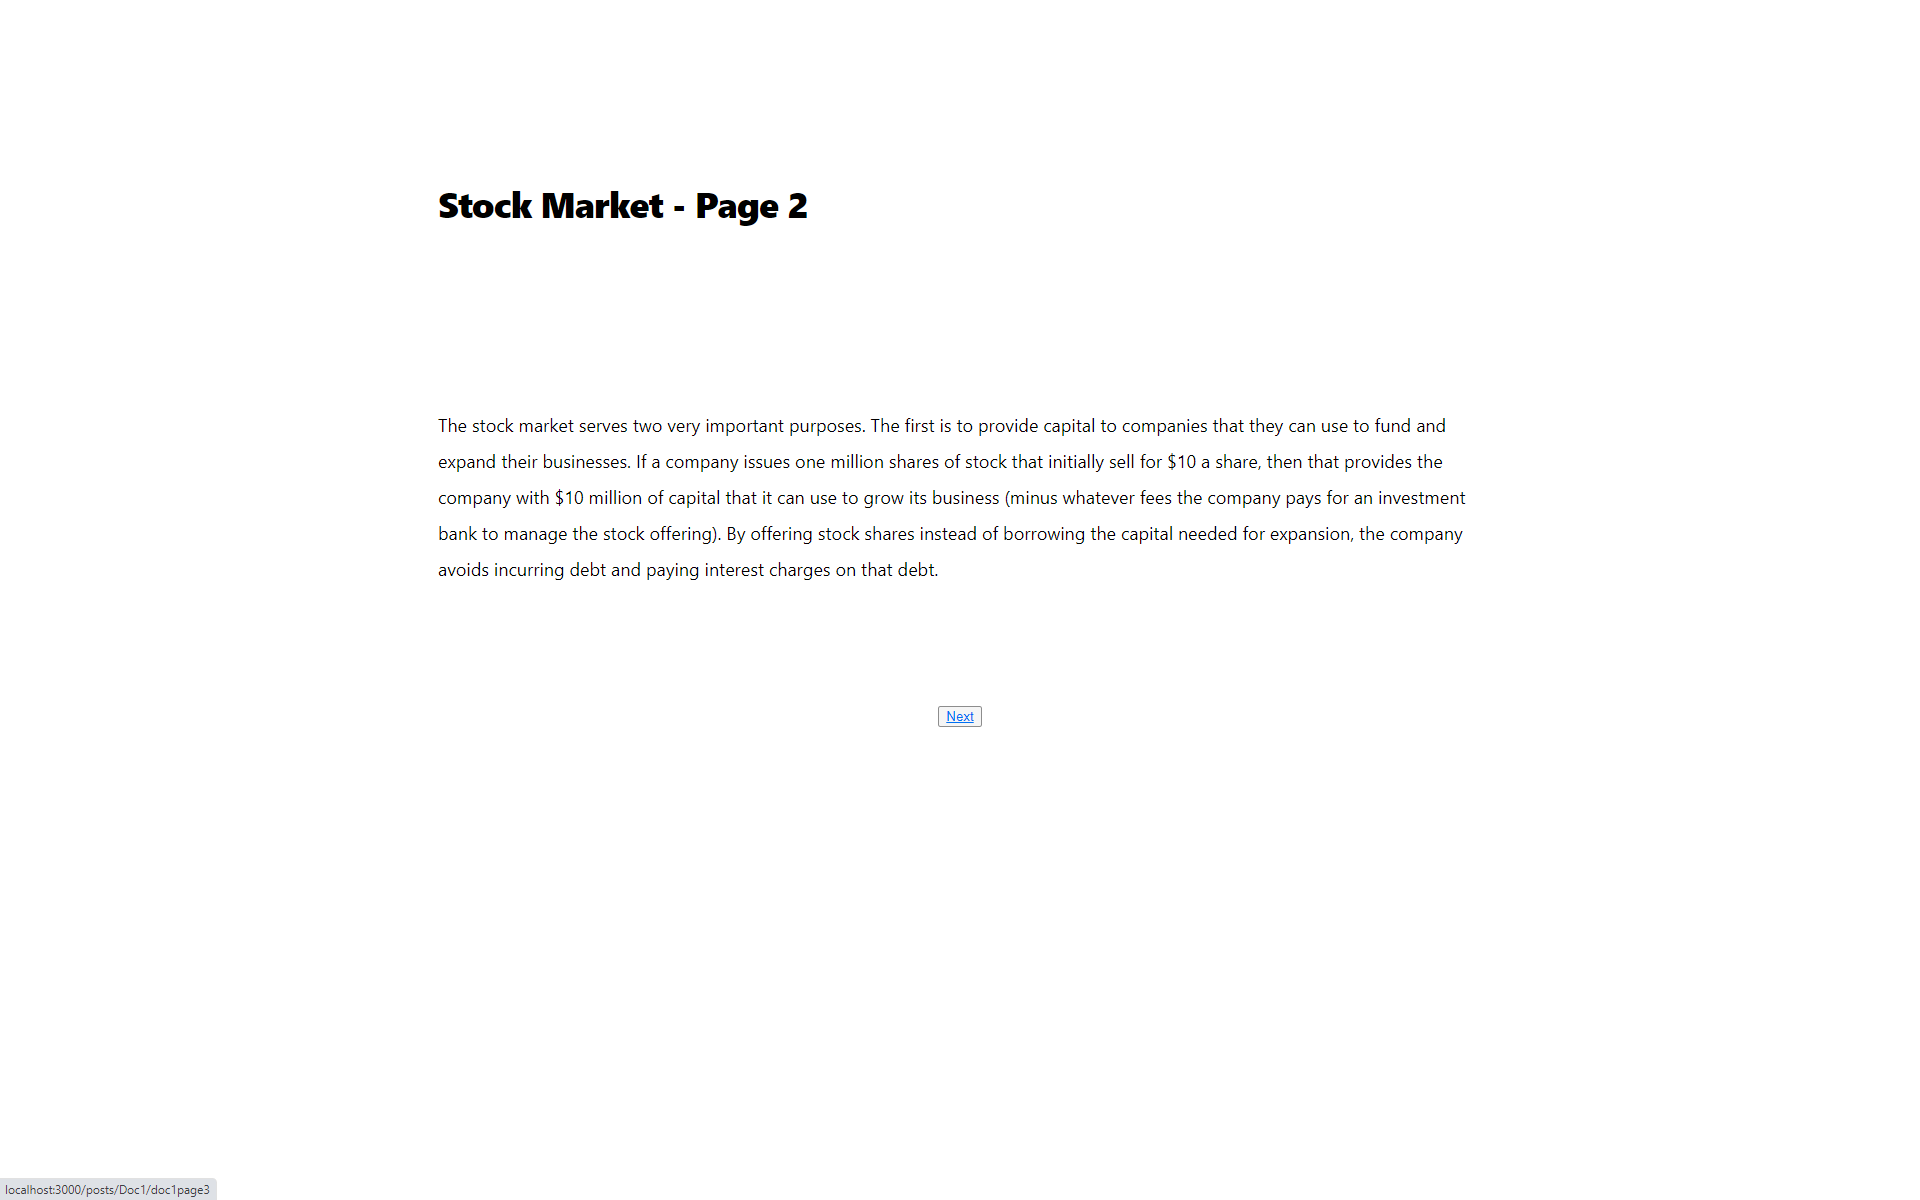 Stock Market - Page 2
The stock market serves two very important purposes. The first is to provide capital to companies that they can use to fund and
expand their businesses. If a company issues one million shares of stock that initially sell for $10 a share, then that provides the
company with $10 million of capital that it can use to grow its business (minus whatever fees the company pays for an investment
bank to manage the stock offering). By offering stock shares instead of borrowing the capital needed for expansion, the company
avoids incurring debt and paying interest charges on that debt.
Next
localhost:3000/posts/Doc1/doc1page3